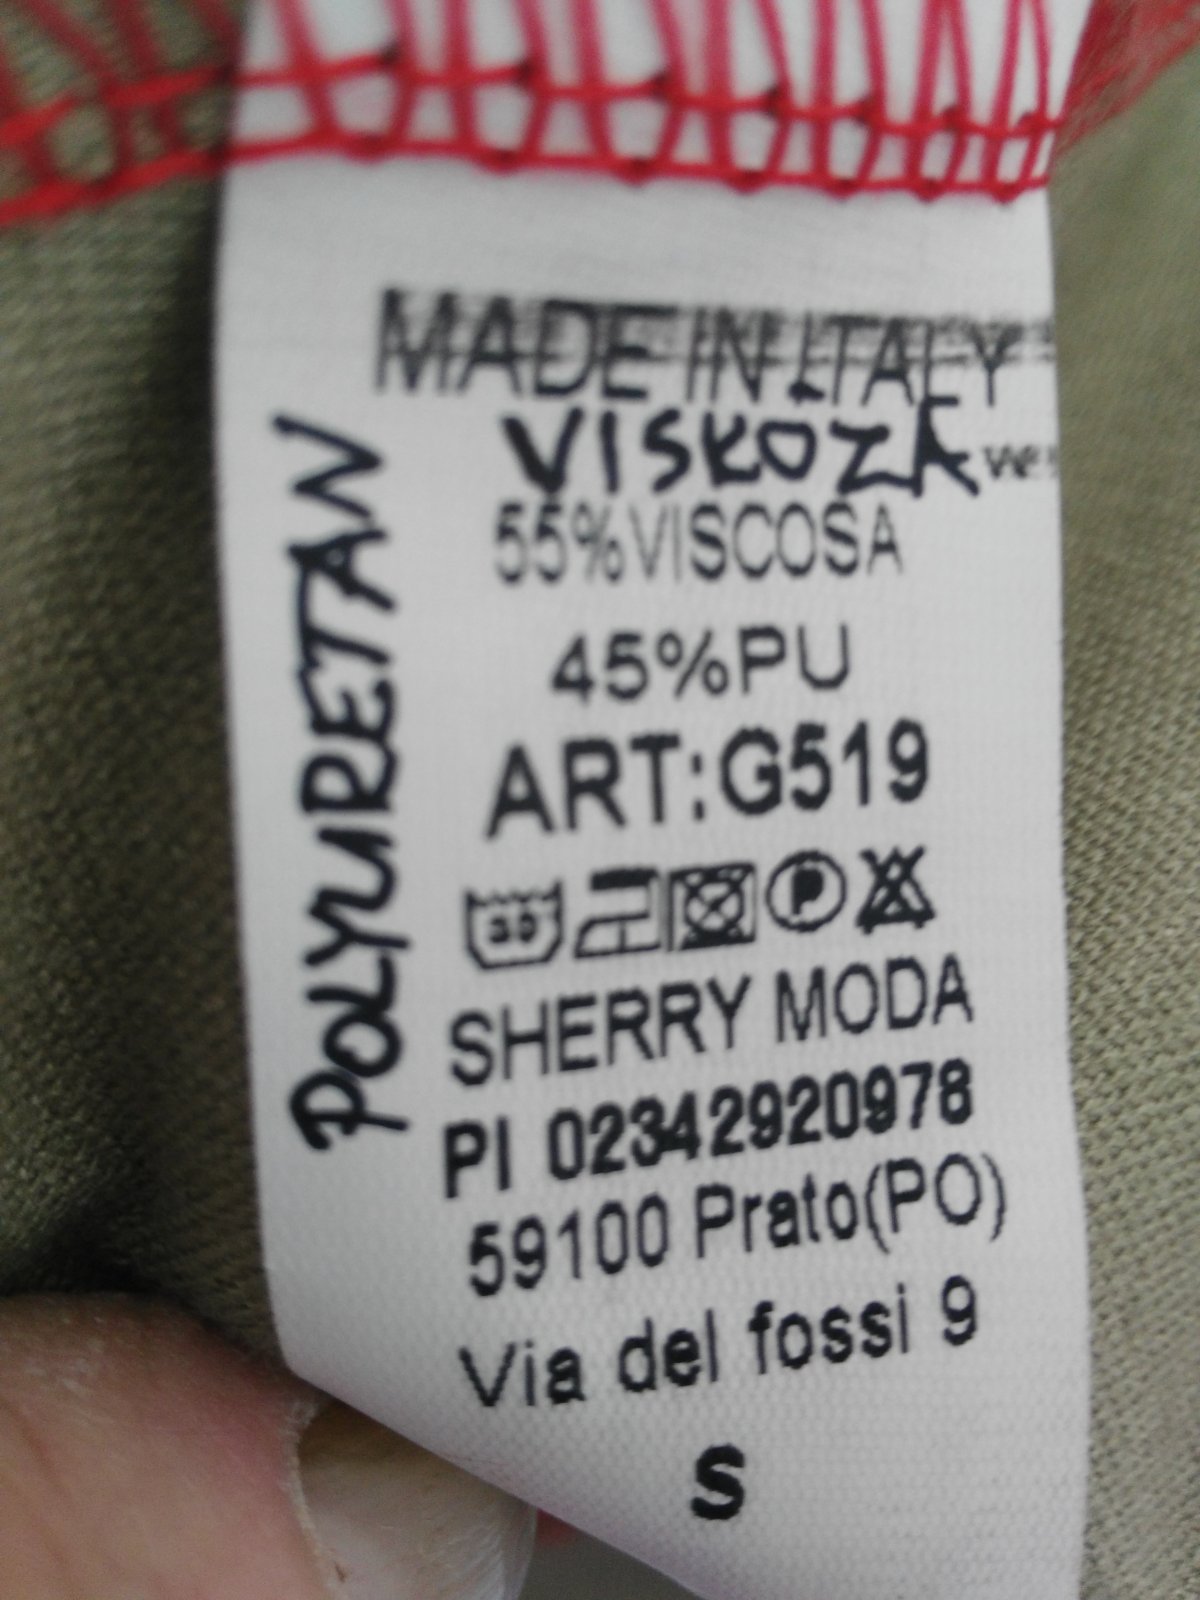 MADE IN ITALY
VISKOZA
55%VISCOSA
45%PU
ART:G519
30 P
SHERRY MODA
PI 02342920978
59100 Prato(PO)
Via del fossi 9
S
POLYURETAN